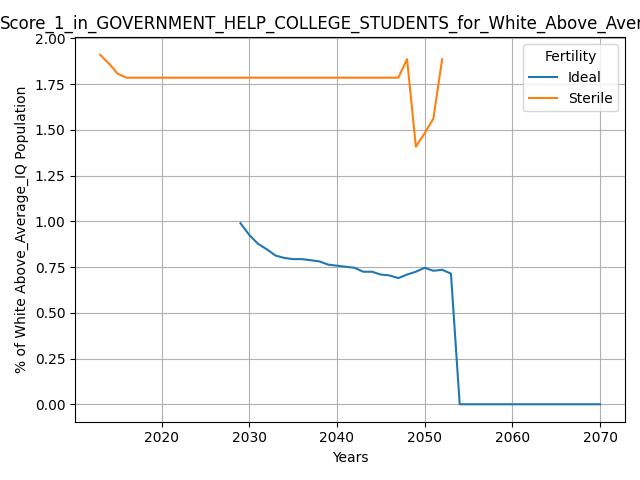 Score_1_in_GOVERNMENT_HELP_COLLEGE_STUDENTS_for_White_Above_Aver
2.00
1.75
1.50
1.25
1.00
0.75
0.50
0.25
0.00
% of White Above_Average_IQ Population
Fertility
Ideal
Sterile
2020 2030 2040 2050 2060 2070
Years